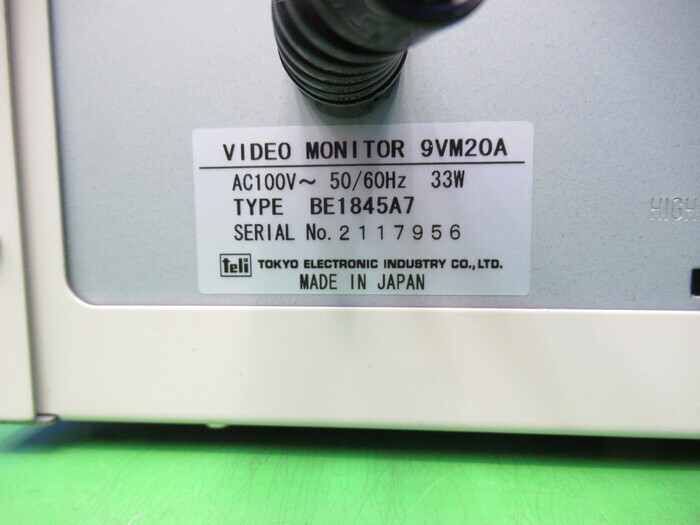 VIDEO MONITOR 9VM20A
AC100V~ 50/60Hz 33W
TYPE BE1845A7
SERIAL No. 2117956
teli TOKYO ELECTRONIC INDUSTRY CO., LTD.
MADE IN JAPAN
HIGH